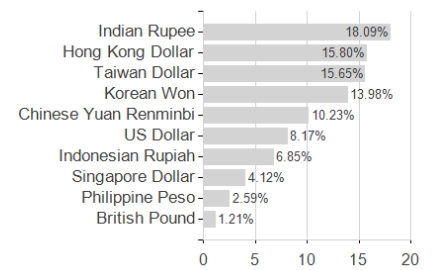 Indian Rupee 18.09%
Hong Kong Dollar 15.80%
Taiwan Dollar 15.65%
Korean Won 13.98%
Chinese Yuan Renminbi 10.23%
US Dollar 8.17%
Indonesian Rupiah 6.85%
Singapore Dollar 4.12%
Philippine Peso 2.59%
British Pound 1.21%
0 5 10 15 20